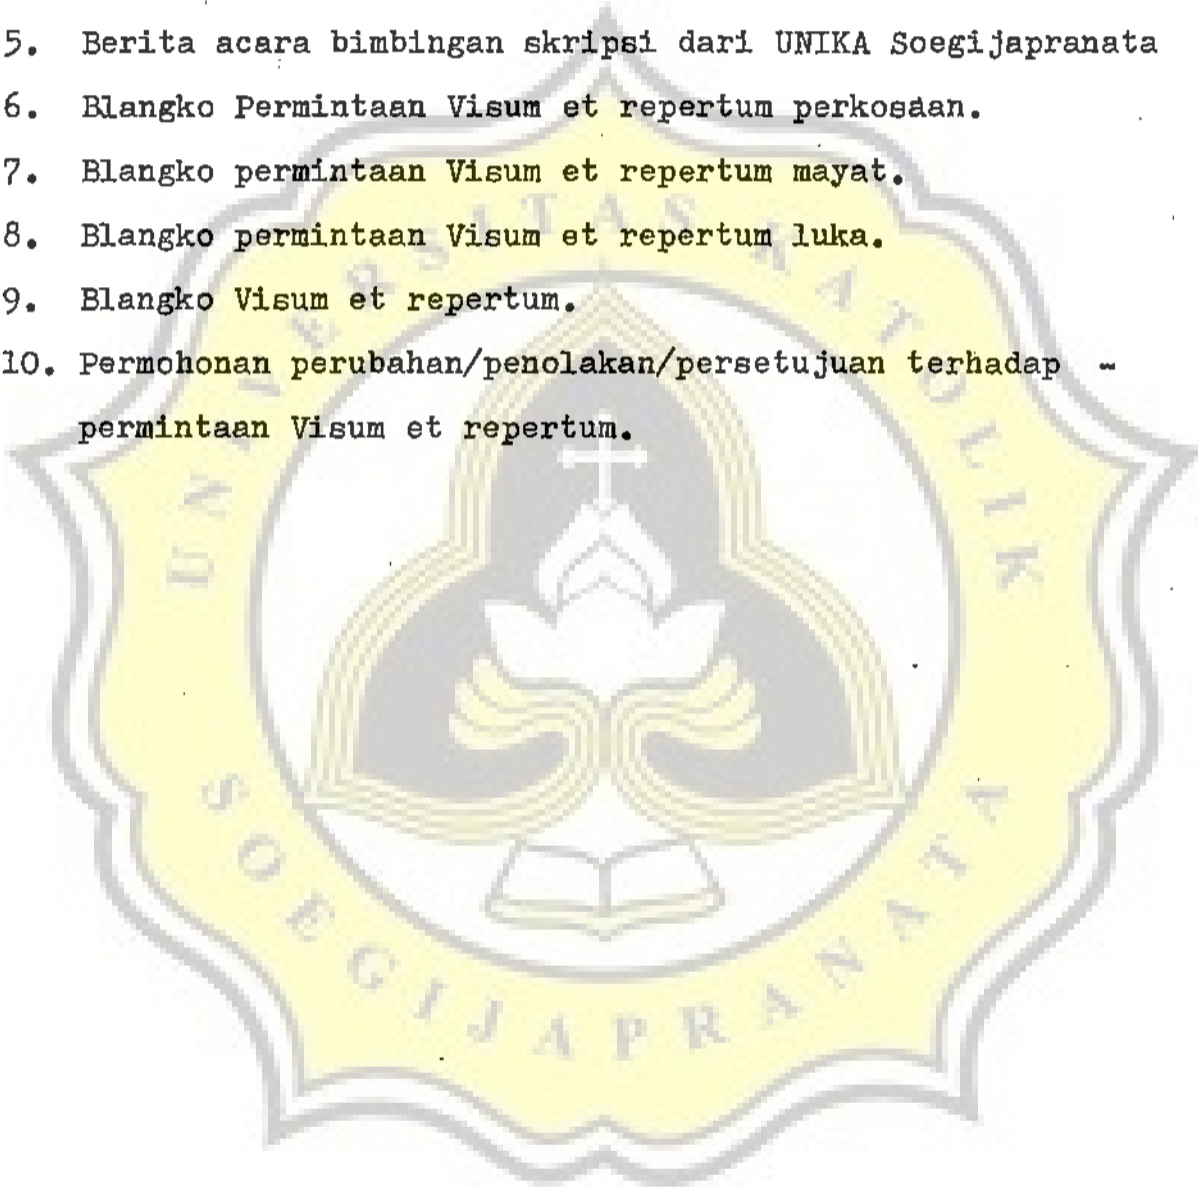 5. Berita acara bimbingan skripsi dari UNIKA Soegijapranata
6. Blangko Permintaan Visum et repertum perkosaan.
7. Blangko permintaan Visum et repertum mayat.
8. Blangko permintaan Visum et repertum luka.
9. Blangko Visum et repertum.
10. Permohonan perubahan/penolakan/persetujuan terhadap -
permintaan Visum et repertum.
UNIVERSITAS KATOLIK
SOEGIJAPRANATA